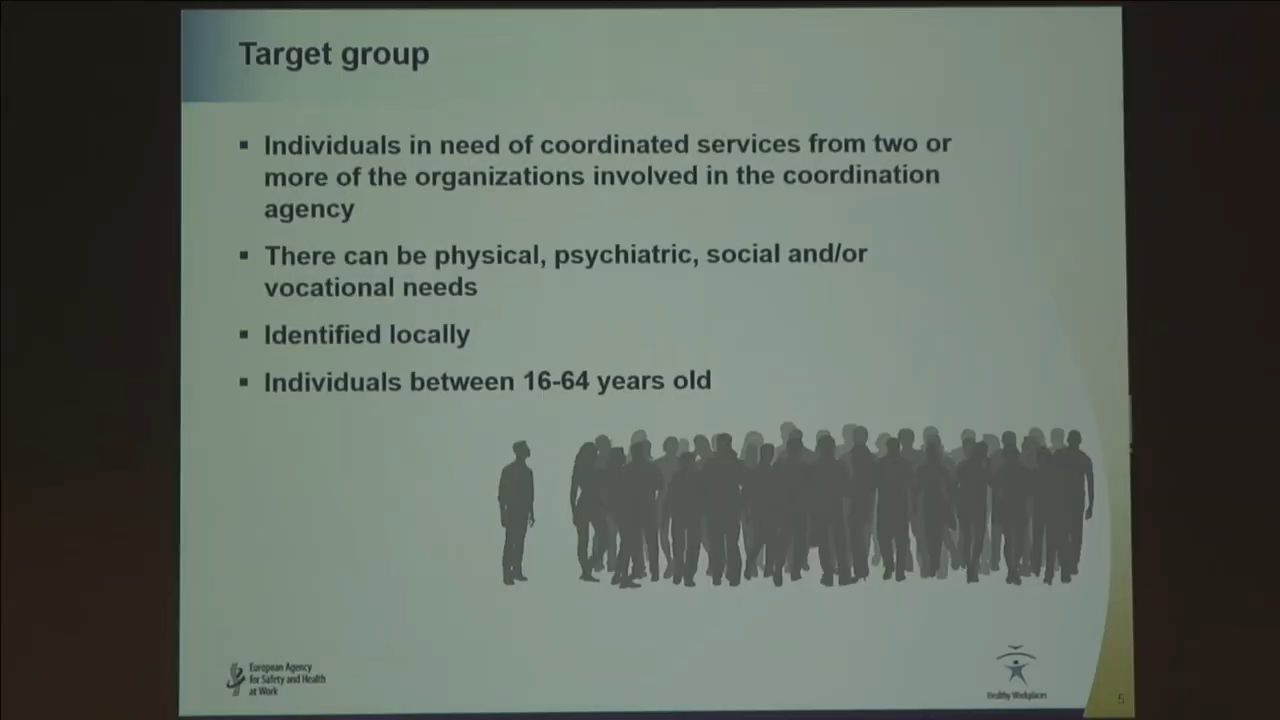 Target group
▪ Individuals in need of coordinated services from two or
more of the organizations involved in the coordination
agency
▪ There can be physical, psychiatric, social and/or
vocational needs
▪ Identified locally
▪ Individuals between 16-64 years old
European Agency
for Safety and Health
at Work
Healthy Workplaces
5